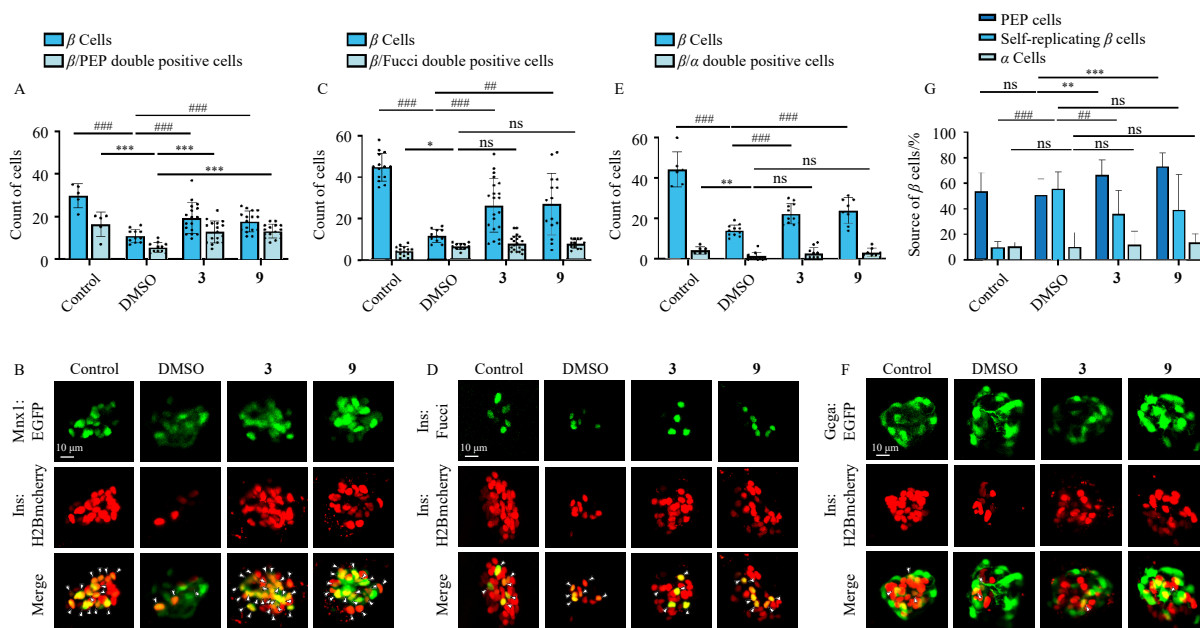 A
β Cells
β/PEP double positive cells
###
###
###
***
***
***
Count of cells
60
40
20
0
Control
DMSO
3
9
C
β Cells
β/Fucci double positive cells
##
###
###
ns
*
ns
Count of cells
60
40
20
0
Control
DMSO
3
9
E
β Cells
β/α double positive cells
###
###
###
ns
**
ns
Count of cells
60
40
20
0
Control
DMSO
3
9
G
PEP cells
Self-replicating β cells
α Cells
***
ns
**
ns
###
##
ns
ns
ns
Source of β cells/%
100
80
60
40
20
0
Control
DMSO
3
9
B
Control
DMSO
3
9
Mnx1:
EGFP
10 μm
Ins:
H2Bmcherry
Merge
D
Control
DMSO
3
9
Ins:
Fucci
10 μm
Ins:
H2Bmcherry
Merge
F
Control
DMSO
3
9
Gcga:
EGFP
10 μm
Ins:
H2Bmcherry
Merge